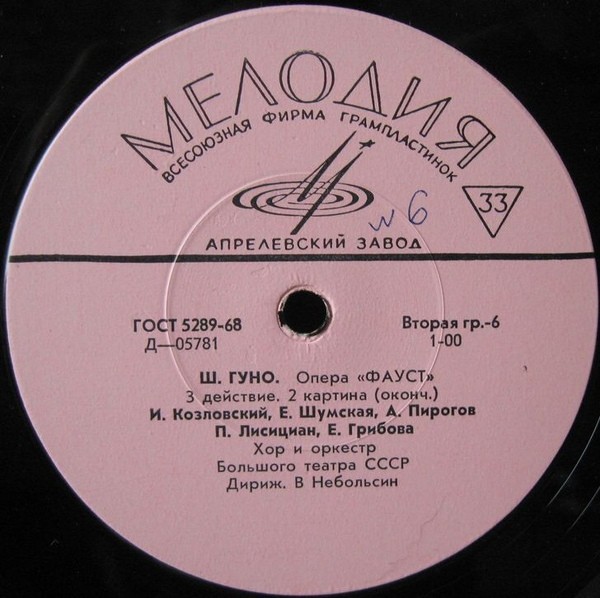 МЕЛОДИЯ
ВСЕСОЮЗНАЯ ФИРМА ГРАМПЛАСТИНОК
33
№ 6
АПРЕЛЕВСКИЙ ЗАВОД
ГОСТ 5289-68
Д—05781
Вторая гр.-6
1-00
Ш. ГУНО. Опера «ФАУСТ»
3 действие. 2 картина (оконч.)
И. Козловский, Е. Шумская, А. Пирогов
П. Лисициан, Е. Грибова
Хор и оркестр
Большого театра СССР
Дириж. В Небольсин